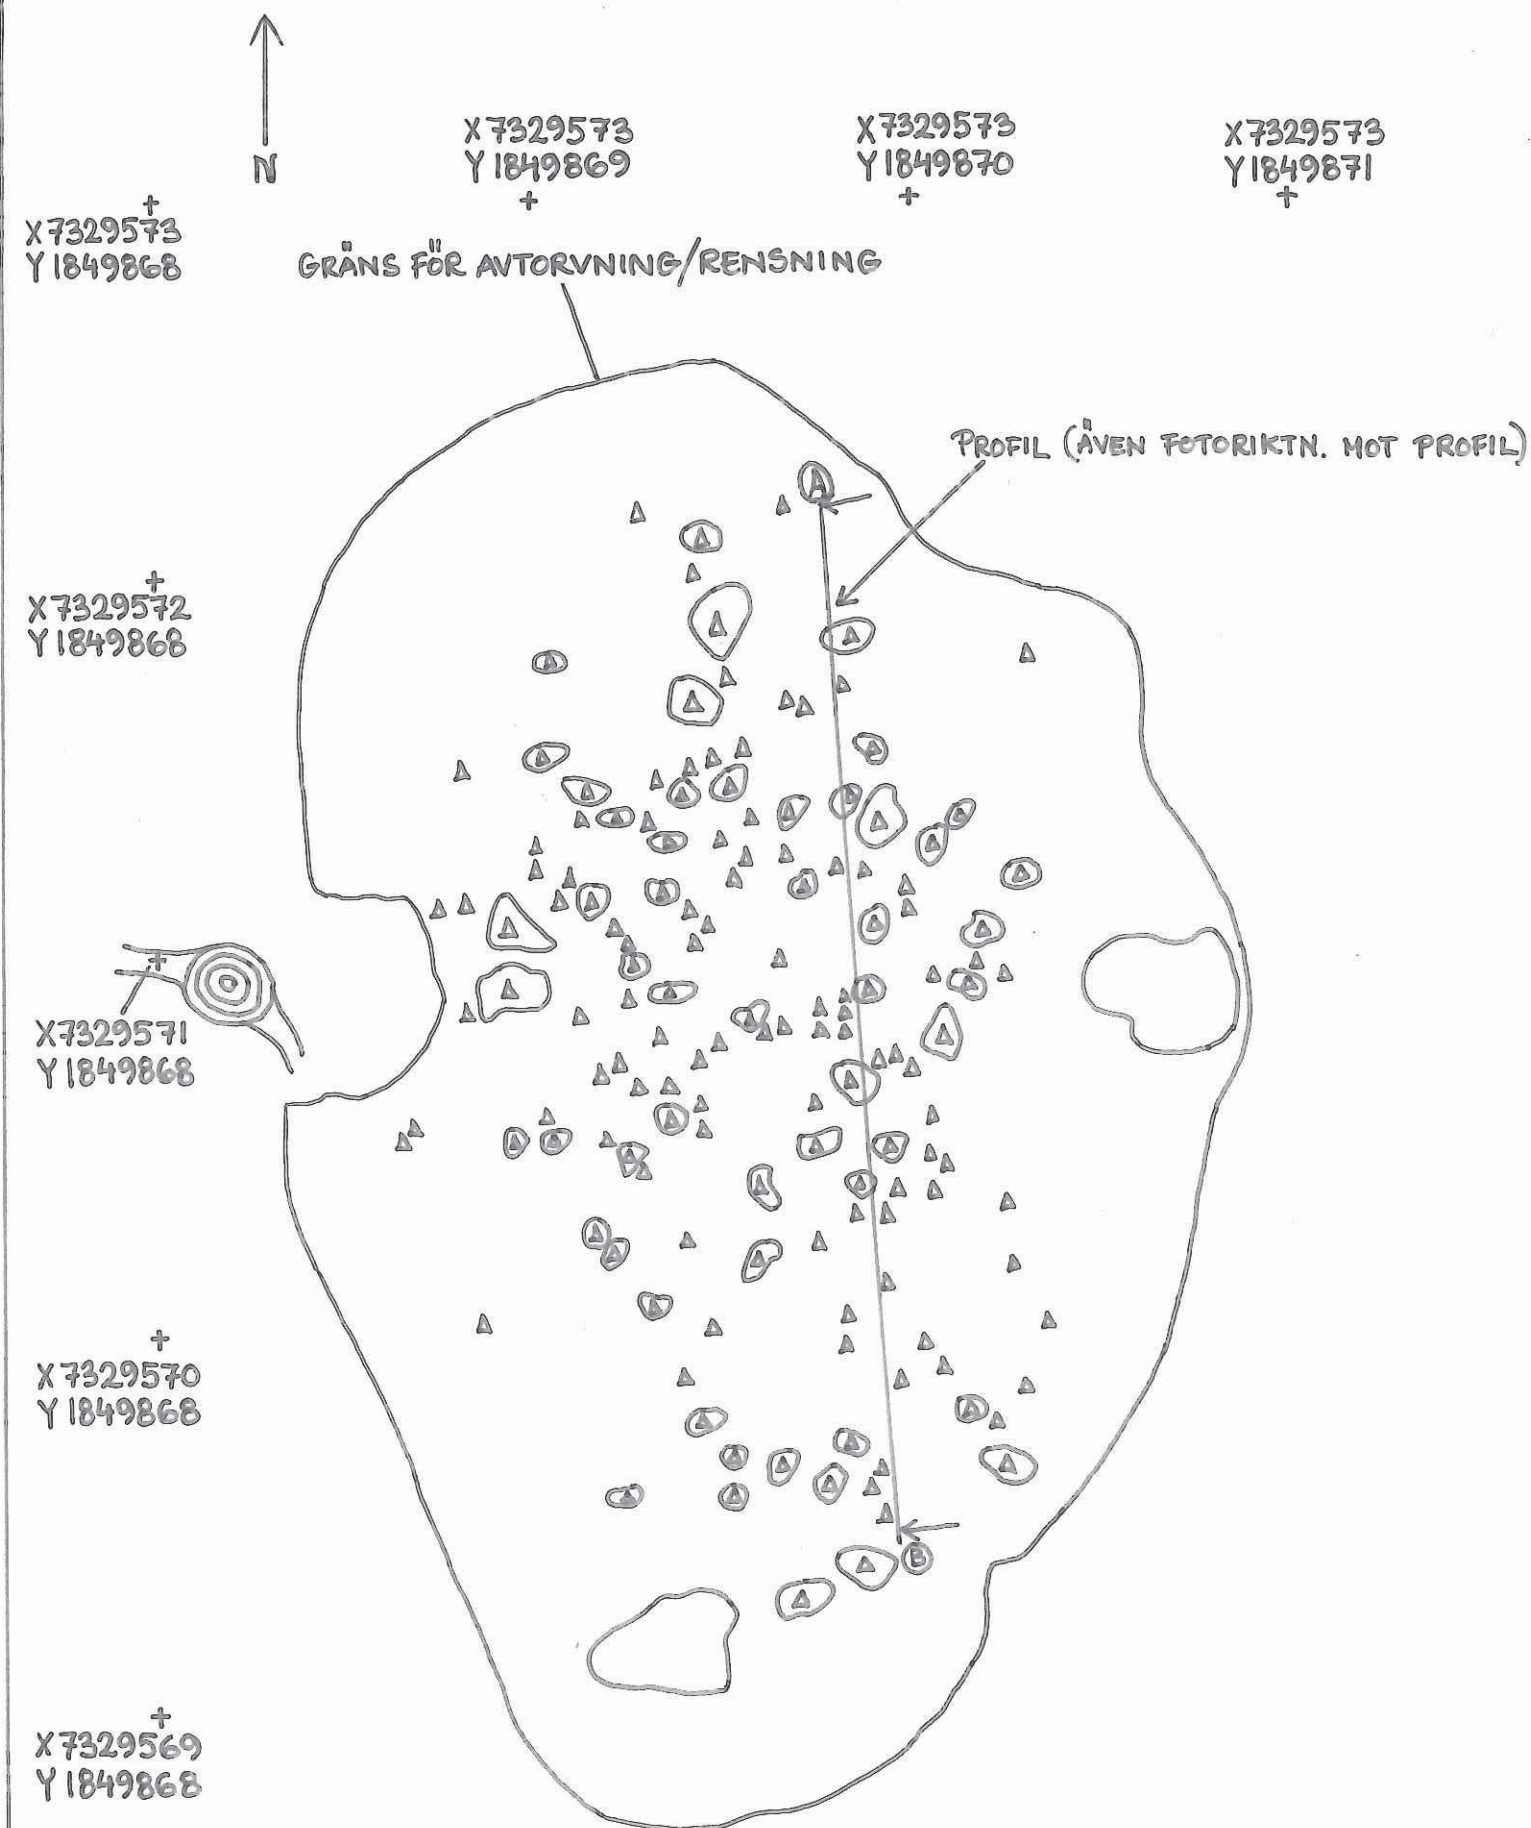 N
X7329573
Y1849869
X7329573
Y1849870
X7329573
Y1849871
X7329573
Y1849868
GRÄNS FÖR AVTORVNING/RENSNING
PROFIL (ÄVEN FOTORIKTN. MOT PROFIL)
A
X7329572
Y1849868
X7329571
Y1849868
X7329570
Y1849868
B
X7329569
Y1849868